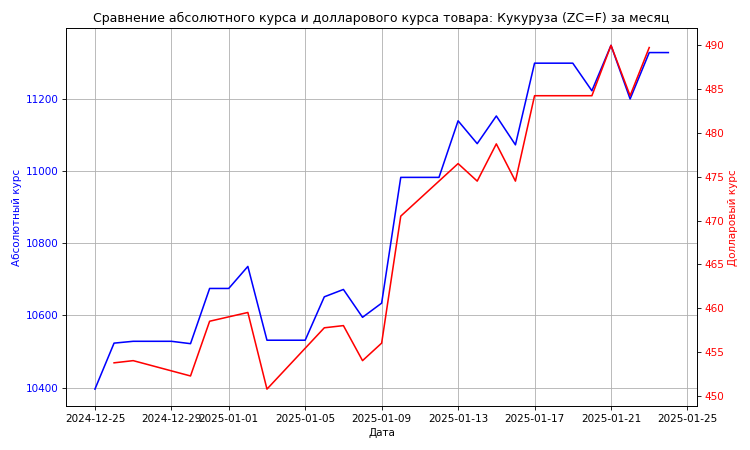 Сравнение абсолютного курса и долларового курса товара: Кукуруза (ZC=F) за месяц
Абсолютный курс
11200
11000
10800
10600
10400
490
485
480
475
470
465
460
455
450
Долларовый курс
2024-12-25 2024-12-29 2025-01-01 2025-01-05 2025-01-09 2025-01-13 2025-01-17 2025-01-21 2025-01-25
Дата